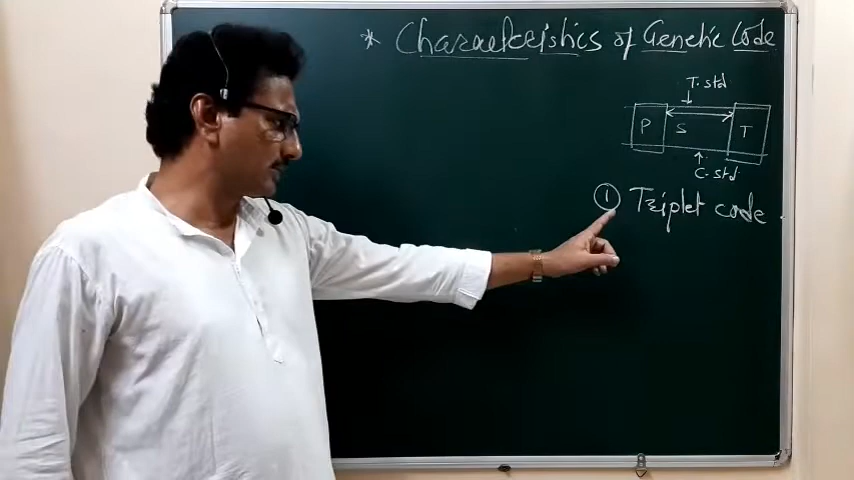 * Characteristics of Genetic Code
T. std
P S T
C. std
① Triplet code